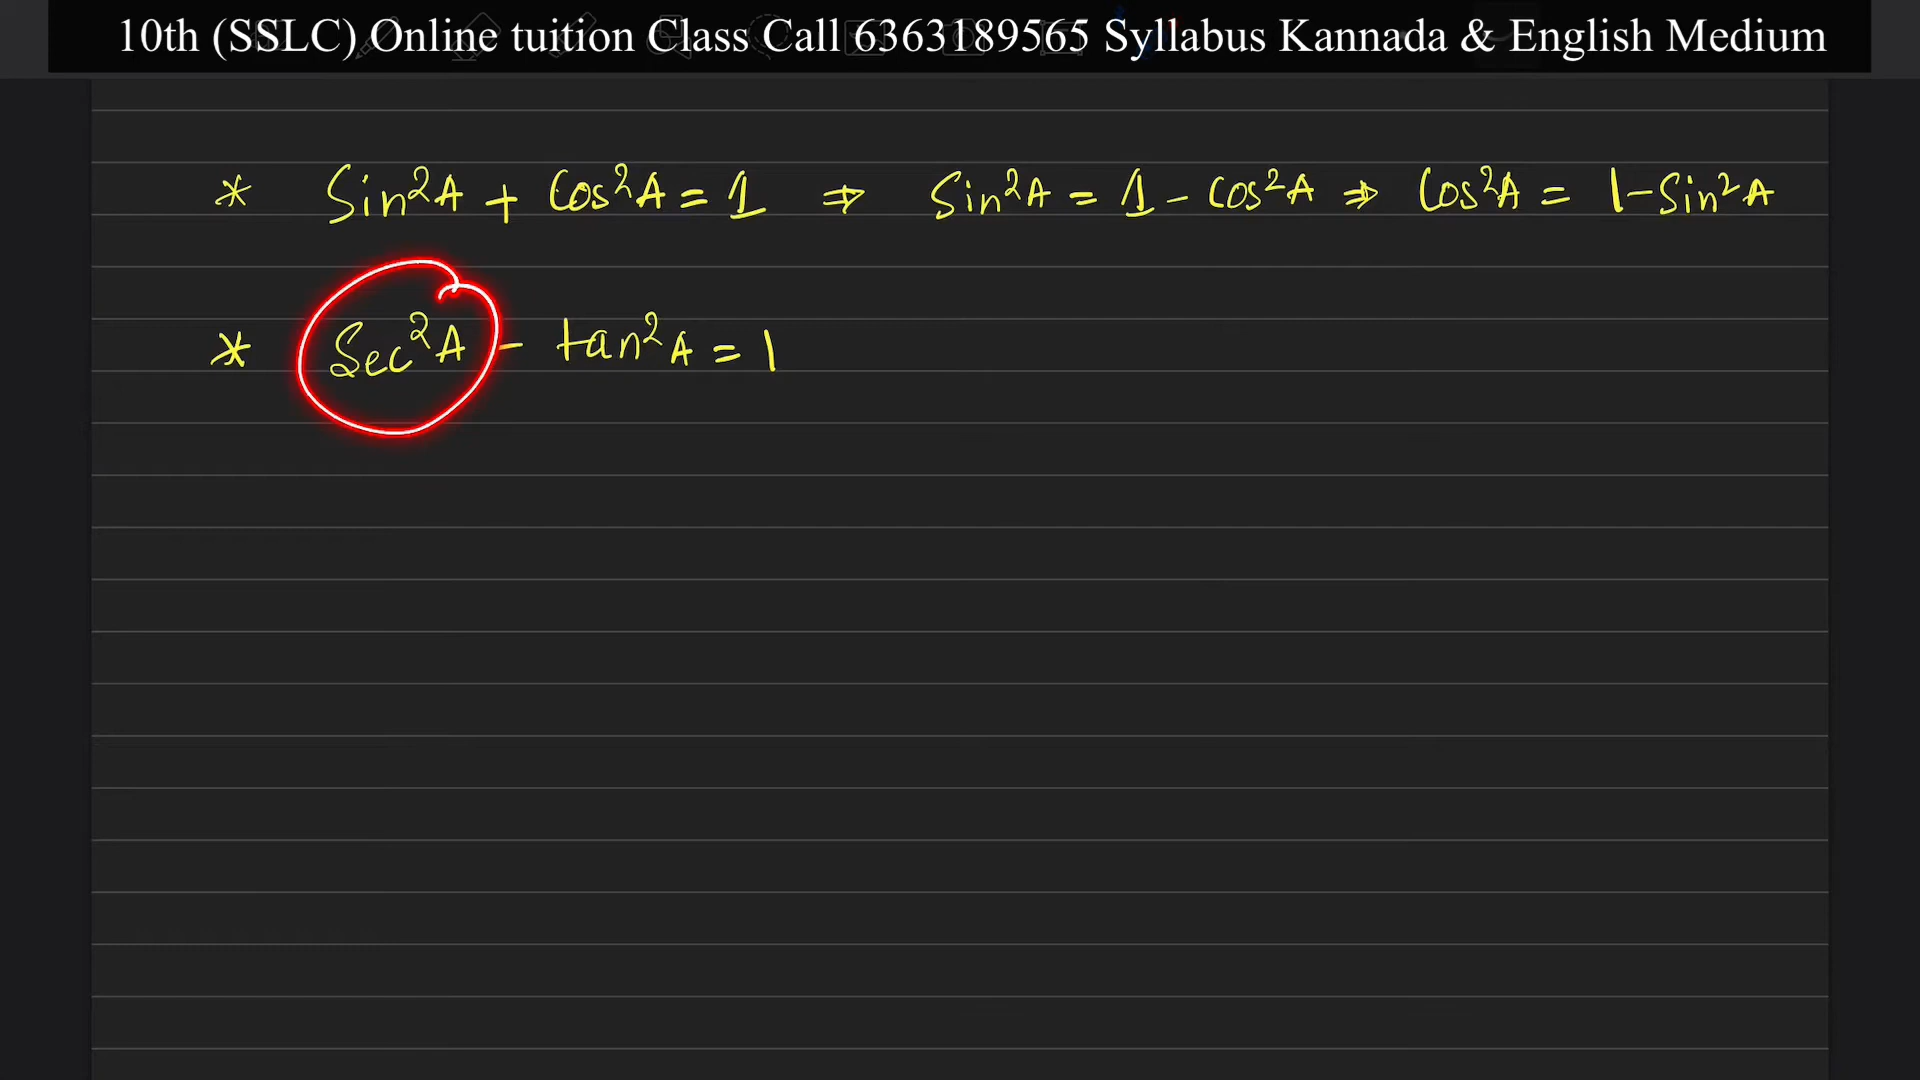 10th (SSLC) Online tuition Class Call 6363189565 Syllabus Kannada & English Medium
* Sin²A + Cos²A = 1 ⇒ Sin²A = 1 - Cos²A ⇒ Cos²A = 1 - Sin²A
* Sec²A - tan²A = 1